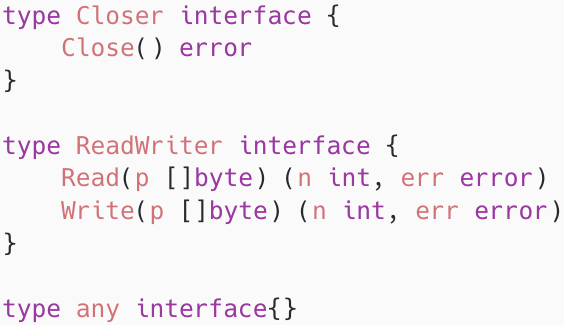 type Closer interface {
    Close() error
}

type ReadWriter interface {
    Read(p []byte) (n int, err error)
    Write(p []byte) (n int, err error)
}

type any interface{}